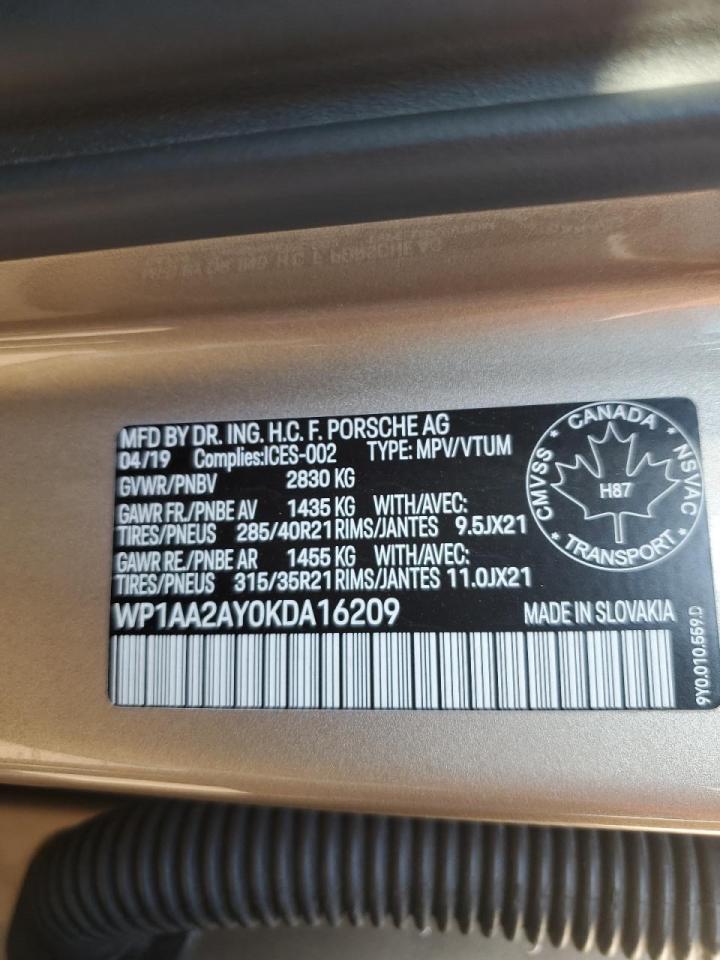 MFD BY DR. ING. H.C. F. PORSCHE AG
04/19 Complies:ICES-002 TYPE: MPV/VTUM
GVWR/PNBV 2830 KG
GAWR FR./PNBE AV 1435 KG WITH/AVEC:
TIRES/PNEUS 285/40R21 RIMS/JANTES 9.5JX21
GAWR RE./PNBE AR 1455 KG WITH/AVEC:
TIRES/PNEUS 315/35R21 RIMS/JANTES 11.0JX21
WP1AA2AY0KDA16209 MADE IN SLOVAKIA
CANADA
CMVSS
NSVAC
H87
TRANSPORT
9Y0.010.559.D